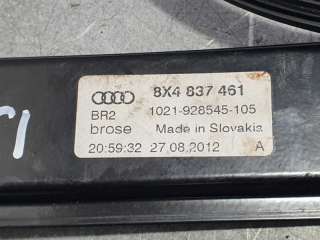 8X4 837 461
BR2 1021-928545-105
brose Made in Slovakia
20:59:32 27.08.2012 A